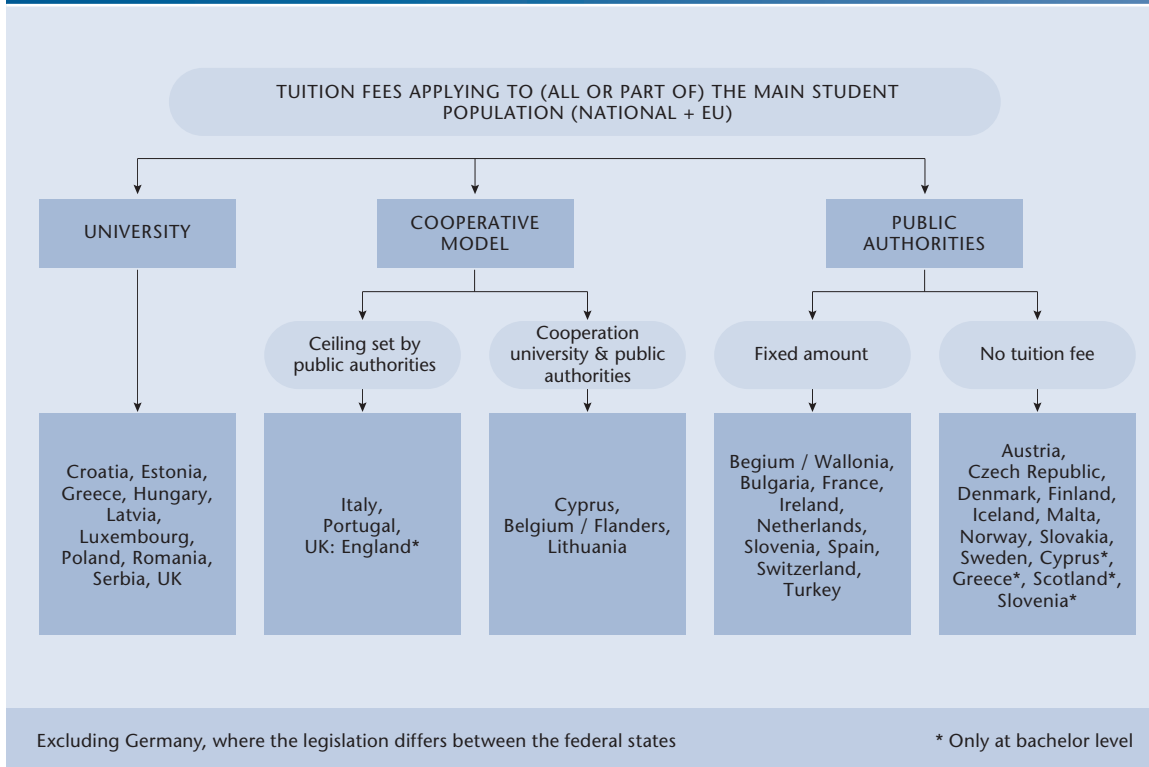 TUITION FEES APPLYING TO (ALL OR PART OF) THE MAIN STUDENT
POPULATION (NATIONAL + EU)
UNIVERSITY
COOPERATIVE
MODEL
PUBLIC
AUTHORITIES
Ceiling set by
public authorities
Cooperation
university & public
authorities
Fixed amount
No tuition fee
Croatia, Estonia,
Greece, Hungary,
Latvia,
Luxembourg,
Poland, Romania,
Serbia, UK
Italy,
Portugal,
UK: England*
Cyprus,
Belgium / Flanders,
Lithuania
Begium / Wallonia,
Bulgaria, France,
Ireland,
Netherlands,
Slovenia, Spain,
Switzerland,
Turkey
Austria,
Czech Republic,
Denmark, Finland,
Iceland, Malta,
Norway, Slovakia,
Sweden, Cyprus*,
Greece*, Scotland*,
Slovenia*
Excluding Germany, where the legislation differs between the federal states
* Only at bachelor level